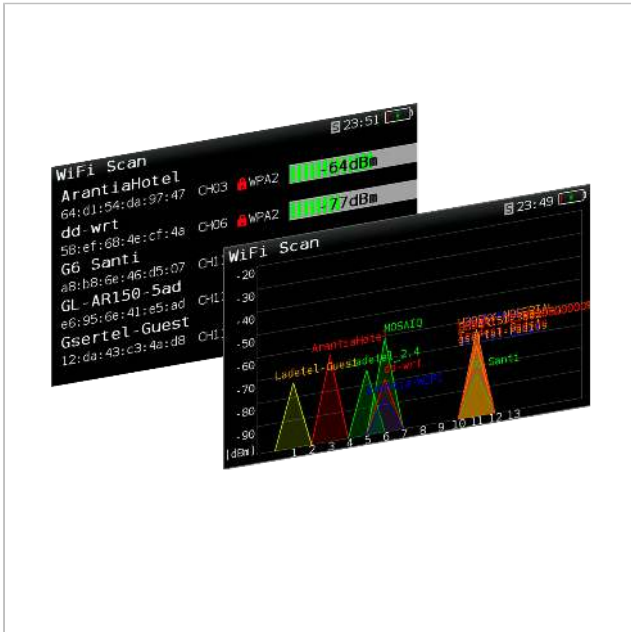 S 23:51
WiFi Scan
ArantiaHotel
64:d1:54:da:97:47 CH03 WPA2 -64dBm
dd-wrt
58:ef:68:4e:cf:4a CH06 WPA2 -77dBm
G6 Santi
a8:b8:6e:46:d5:07
GL-AR150-5ad
e6:95:6e:41:e5:ad
Gsertel-Guest
12:da:43:c3:4a:d8
S 23:49
WiFi Scan
-20
-30
-40
-50
-60
-70
-80
-90
[dBm]
MOSAIQ
ArantiaHotel
Ladetel-Guest
adetel_2.4
dd-wrt
gsertel-Radius
Santi
1 2 3 4 5 6 7 8 9 10 11 12 13